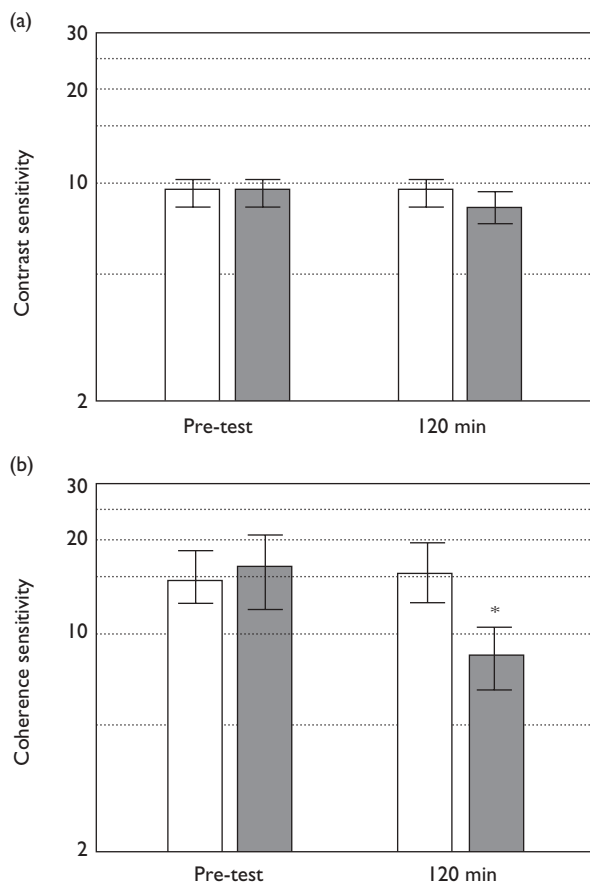 (a)
30
20
10
2
Contrast sensitivity
Pre-test 120 min
(b)
30
20
10
2
Coherence sensitivity
*
Pre-test 120 min